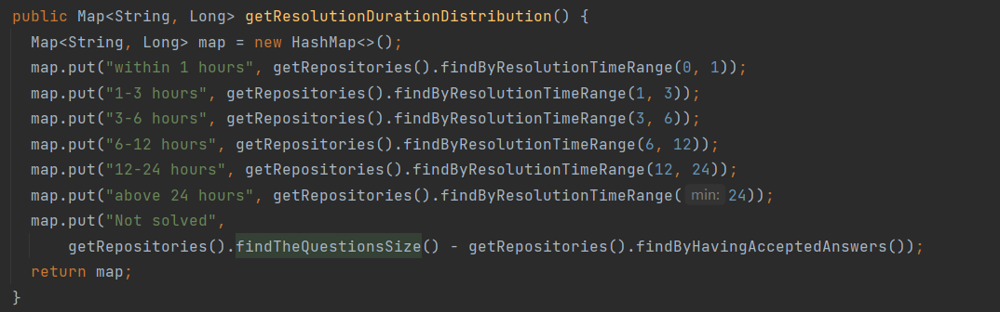 public Map<String, Long> getResolutionDurationDistribution() {
  Map<String, Long> map = new HashMap<>();
  map.put("within 1 hours", getRepositories().findByResolutionTimeRange(0, 1));
  map.put("1-3 hours", getRepositories().findByResolutionTimeRange(1, 3));
  map.put("3-6 hours", getRepositories().findByResolutionTimeRange(3, 6));
  map.put("6-12 hours", getRepositories().findByResolutionTimeRange(6, 12));
  map.put("12-24 hours", getRepositories().findByResolutionTimeRange(12, 24));
  map.put("above 24 hours", getRepositories().findByResolutionTimeRange( min: 24));
  map.put("Not solved",
      getRepositories().findTheQuestionsSize() - getRepositories().findByHavingAcceptedAnswers());
  return map;
}